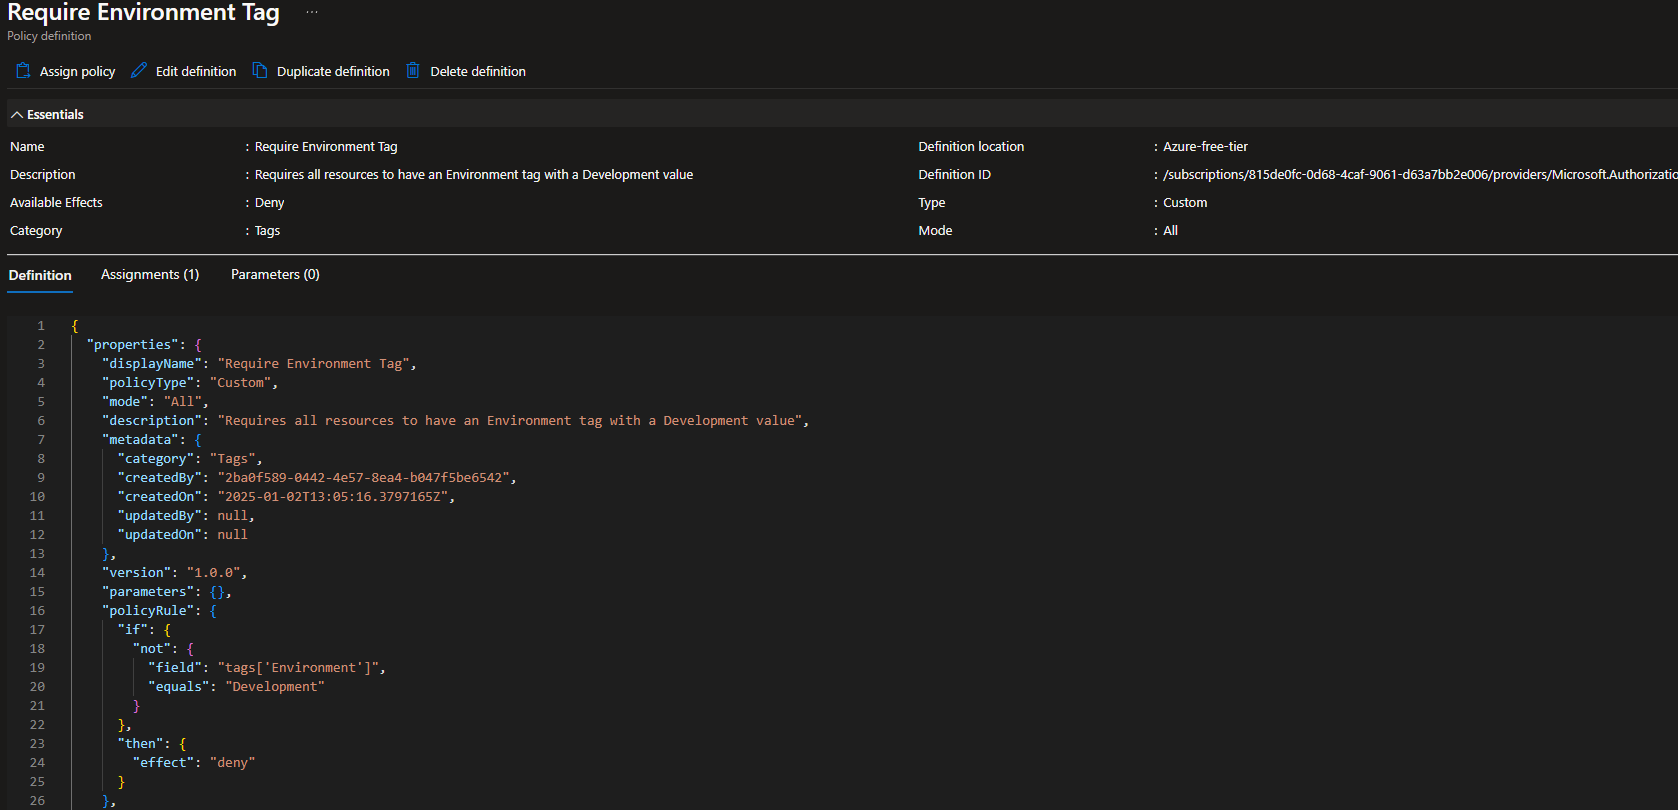 Require Environment Tag ...
Policy definition
Assign policy Edit definition Duplicate definition Delete definition
Essentials
Name : Require Environment Tag Definition location : Azure-free-tier
Description : Requires all resources to have an Environment tag with a Development value Definition ID : /subscriptions/815de0fc-0d68-4caf-9061-d63a7bb2e006/providers/Microsoft.Authorizatio
Available Effects : Deny Type : Custom
Category : Tags Mode : All
Definition Assignments (1) Parameters (0)
1 {
2 "properties": {
3 "displayName": "Require Environment Tag",
4 "policyType": "Custom",
5 "mode": "All",
6 "description": "Requires all resources to have an Environment tag with a Development value",
7 "metadata": {
8 "category": "Tags",
9 "createdBy": "2ba0f589-0442-4e57-8ea4-b047f5be6542",
10 "createdOn": "2025-01-02T13:05:16.3797165Z",
11 "updatedBy": null,
12 "updatedOn": null
13 },
14 "version": "1.0.0",
15 "parameters": {},
16 "policyRule": {
17 "if": {
18 "not": {
19 "field": "tags['Environment']",
20 "equals": "Development"
21 }
22 },
23 "then": {
24 "effect": "deny"
25 }
26 },